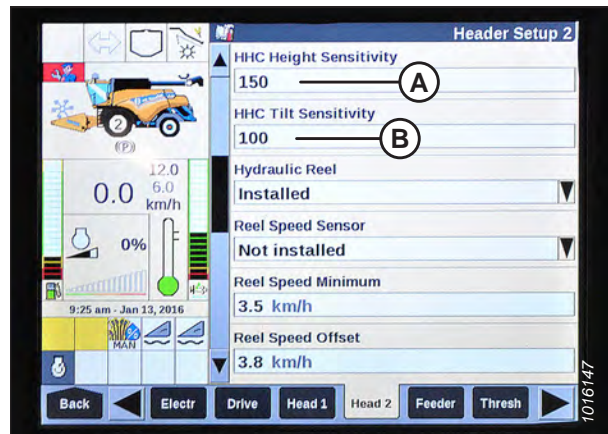 Header Setup 2
HHC Height Sensitivity
150
A
HHC Tilt Sensitivity
100
B
Hydraulic Reel
Installed
Reel Speed Sensor
Not installed
Reel Speed Minimum
3.5 km/h
Reel Speed Offset
3.8 km/h
2
(P)
12.0
0.0 6.0
km/h
0%
9:25 am - Jan 13, 2016
%
MAN
Back Electr Drive Head 1 Head 2 Feeder Thresh
1016147